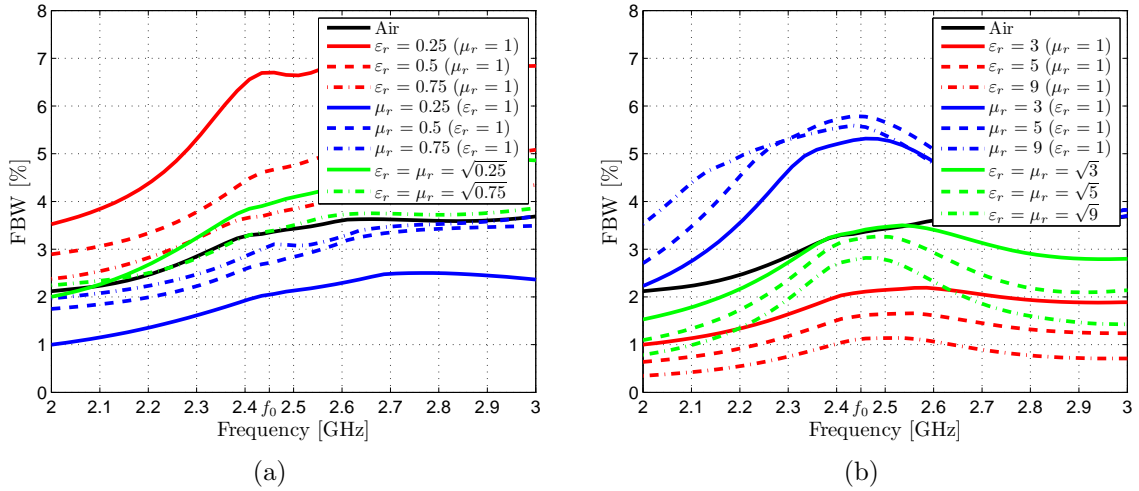 8
7
6
5
4
3
2
1
0
FBW [%]
Air
εr = 0.25 (μr = 1)
εr = 0.5 (μr = 1)
εr = 0.75 (μr = 1)
μr = 0.25 (εr = 1)
μr = 0.5 (εr = 1)
μr = 0.75 (εr = 1)
εr = μr = √0.25
εr = μr = √0.75
2 2.1 2.2 2.3 2.4 f0 2.5 2.6 2.7 2.8 2.9 3
Frequency [GHz]
(a)
8
7
6
5
4
3
2
1
0
FBW [%]
Air
εr = 3 (μr = 1)
εr = 5 (μr = 1)
εr = 9 (μr = 1)
μr = 3 (εr = 1)
μr = 5 (εr = 1)
μr = 9 (εr = 1)
εr = μr = √3
εr = μr = √5
εr = μr = √9
2 2.1 2.2 2.3 2.4 f0 2.5 2.6 2.7 2.8 2.9 3
Frequency [GHz]
(b)